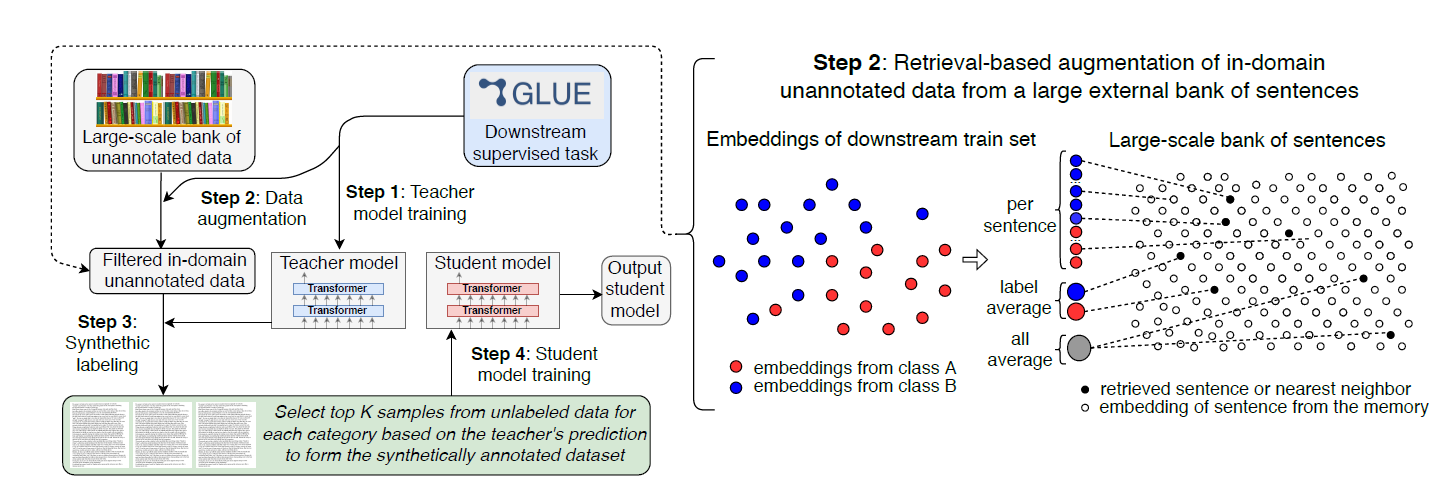 Large-scale bank of
unannotated data
GLUE
Downstream
supervised task
Step 2: Data
augmentation
Step 1: Teacher
model training
Filtered in-domain
unannotated data
Teacher model
Transformer
Transformer
Student model
Transformer
Transformer
Output
student
model
Step 3:
Synthethic
labeling
Step 4: Student
model training
Select top K samples from unlabeled data for
each category based on the teacher's prediction
to form the synthetically annotated dataset
Step 2: Retrieval-based augmentation of in-domain
unannotated data from a large external bank of sentences
Embeddings of downstream train set
embeddings from class A
embeddings from class B
Large-scale bank of sentences
per
sentence
label
average
all
average
retrieved sentence or nearest neighbor
embedding of sentence from the memory